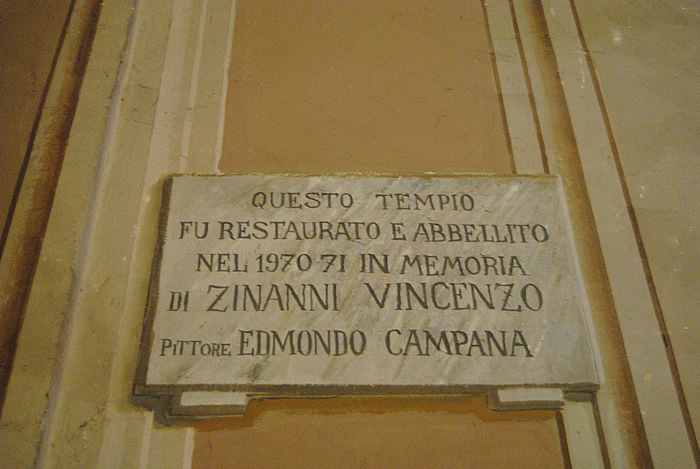 QUESTO TEMPIO
FU RESTAURATO E ABBELLITO
NEL 1970-71 IN MEMORIA
DI ZINANNI VINCENZO
PITTORE EDMONDO CAMPANA